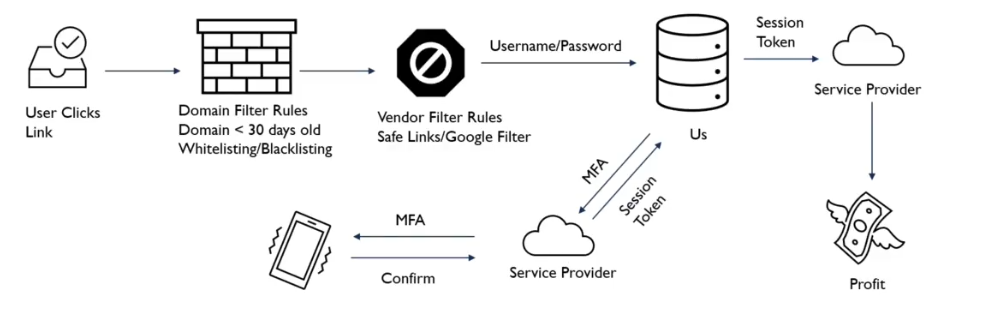 User Clicks
Link
Domain Filter Rules
Domain < 30 days old
Whitelisting/Blacklisting
Vendor Filter Rules
Safe Links/Google Filter
Username/Password
Us
Session
Token
Service Provider
Profit
MFA
Session
Token
Service Provider
MFA
Confirm